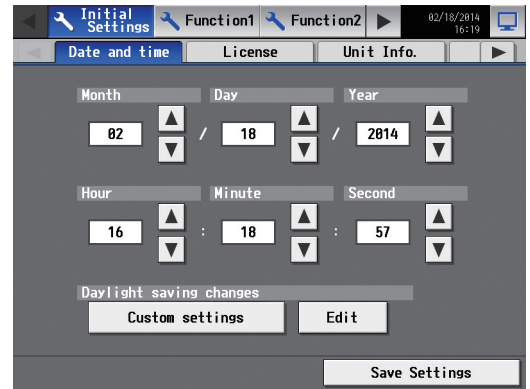 Initial Settings Function1 Function2 02/18/2014 16:19
Date and time License Unit Info.
Month Day Year
02 / 18 / 2014
Hour Minute Second
16 : 18 : 57
Daylight saving changes
Custom settings Edit
Save Settings